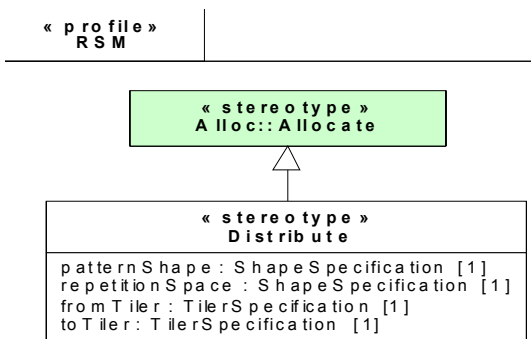 « profile»
RSM
« stereotype»
Alloc::Allocate
« stereotype»
Distribute
patternShape: ShapeSpecification [1]
repetitionSpace: ShapeSpecification [1]
fromTiler: TilerSpecification [1]
toTiler: TilerSpecification [1]